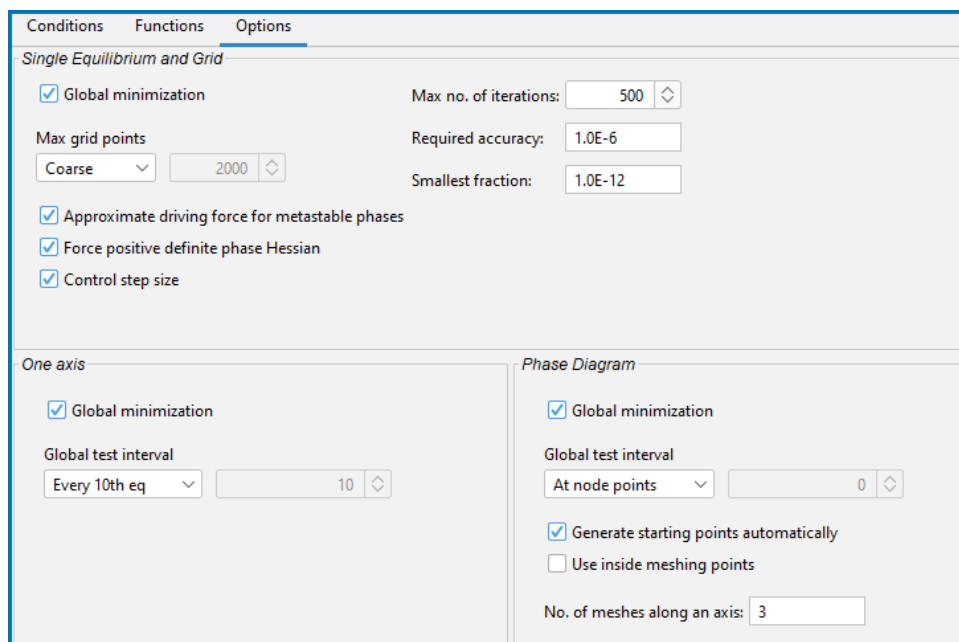 Conditions Functions Options
Single Equilibrium and Grid
Global minimization
Max no. of iterations: 500
Max grid points
Required accuracy: 1.0E-6
Coarse 2000
Smallest fraction: 1.0E-12
Approximate driving force for metastable phases
Force positive definite phase Hessian
Control step size
One axis
Global minimization
Global test interval
Every 10th eq 10
Phase Diagram
Global minimization
Global test interval
At node points 0
Generate starting points automatically
Use inside meshing points
No. of meshes along an axis: 3